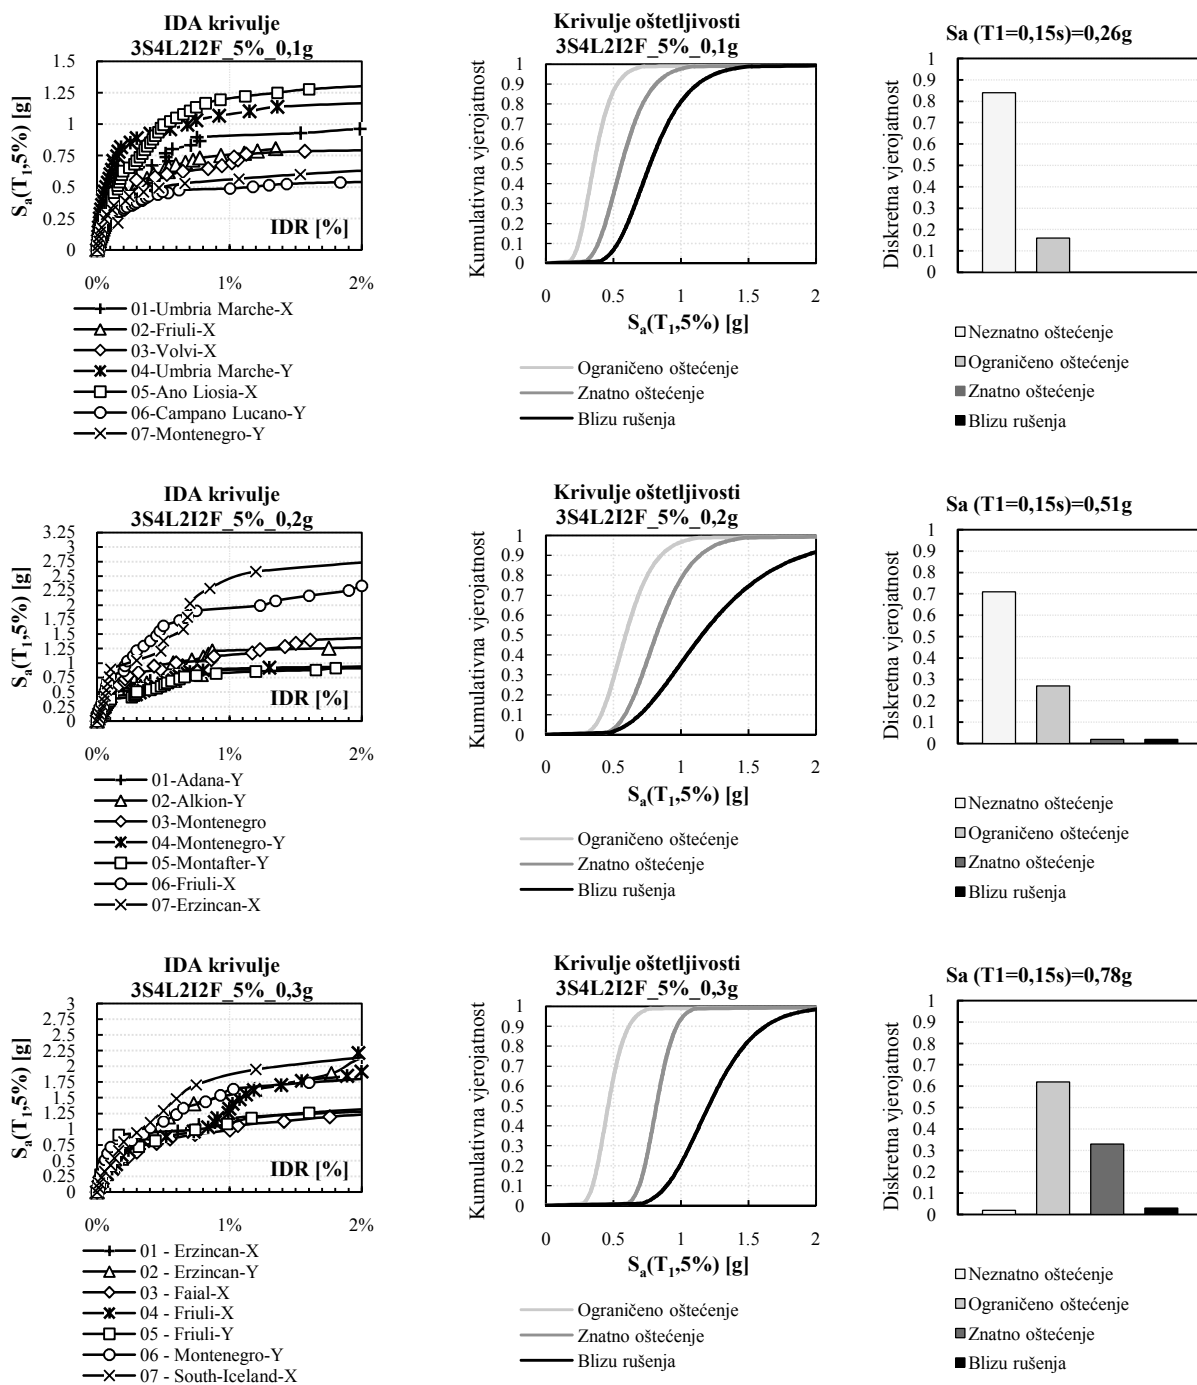 IDA krivulje
3S4L2I2F_5%_0,1g
1.5
1.25
1
0.75
0.5
0.25
0
Sa(T1,5%) [g]
IDR [%]
0%
1%
2%
01-Umbria Marche-X
02-Friuli-X
03-Volvi-X
04-Umbria Marche-Y
05-Ano Liosia-X
06-Campano Lucano-Y
07-Montenegro-Y
Krivulje oštetljivosti
3S4L2I2F_5%_0,1g
Kumulativna vjerojatnost
1
0.9
0.8
0.7
0.6
0.5
0.4
0.3
0.2
0.1
0
0
0.5
1
1.5
2
Sa(T1,5%) [g]
Ograničeno oštećenje
Znatno oštećenje
Blizu rušenja
Sa (T1=0,15s)=0,26g
Diskretna vjerojatnost
1
0.9
0.8
0.7
0.6
0.5
0.4
0.3
0.2
0.1
0
Neznatno oštećenje
Ograničeno oštećenje
Znatno oštećenje
Blizu rušenja
IDA krivulje
3S4L2I2F_5%_0,2g
3.25
3
2.75
2.5
2.25
2
1.75
1.5
1.25
1
0.75
0.5
0.25
0
Sa(T1,5%) [g]
IDR [%]
0%
1%
2%
01-Adana-Y
02-Alkion-Y
03-Montenegro
04-Montenegro-Y
05-Montafter-Y
06-Friuli-X
07-Erzincan-X
Krivulje oštetljivosti
3S4L2I2F_5%_0,2g
Kumulativna vjerojatnost
1
0.9
0.8
0.7
0.6
0.5
0.4
0.3
0.2
0.1
0
0
0.5
1
1.5
2
Sa(T1,5%) [g]
Ograničeno oštećenje
Znatno oštećenje
Blizu rušenja
Sa (T1=0,15s)=0,51g
Diskretna vjerojatnost
1
0.9
0.8
0.7
0.6
0.5
0.4
0.3
0.2
0.1
0
Neznatno oštećenje
Ograničeno oštećenje
Znatno oštećenje
Blizu rušenja
IDA krivulje
3S4L2I2F_5%_0,3g
3
2.75
2.5
2.25
2
1.75
1.5
1.25
1
0.75
0.5
0.25
0
Sa(T1,5%) [g]
IDR [%]
0%
1%
2%
01 - Erzincan-X
02 - Erzincan-Y
03 - Faial-X
04 - Friuli-X
05 - Friuli-Y
06 - Montenegro-Y
07 - South-Iceland-X
Krivulje oštetljivosti
3S4L2I2F_5%_0,3g
Kumulativna vjerojatnost
1
0.9
0.8
0.7
0.6
0.5
0.4
0.3
0.2
0.1
0
0
0.5
1
1.5
2
Sa(T1,5%) [g]
Ograničeno oštećenje
Znatno oštećenje
Blizu rušenja
Sa (T1=0,15s)=0,78g
Diskretna vjerojatnost
1
0.9
0.8
0.7
0.6
0.5
0.4
0.3
0.2
0.1
0
Neznatno oštećenje
Ograničeno oštećenje
Znatno oštećenje
Blizu rušenja